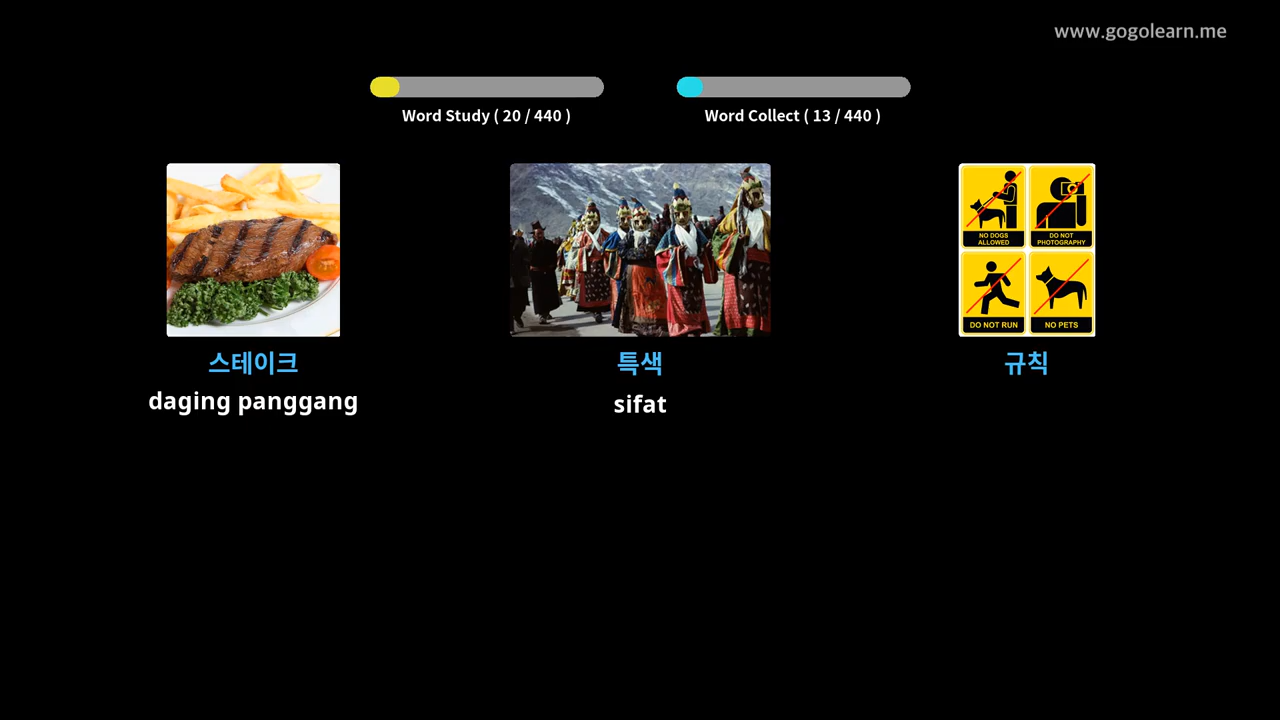 www.gogolearn.me
Word Study ( 20 / 440 )
Word Collect ( 13 / 440 )
NO DOGS
ALLOWED
DO NOT
PHOTOGRAPHY
DO NOT RUN
NO PETS
스테이크
특색
규칙
daging panggang
sifat